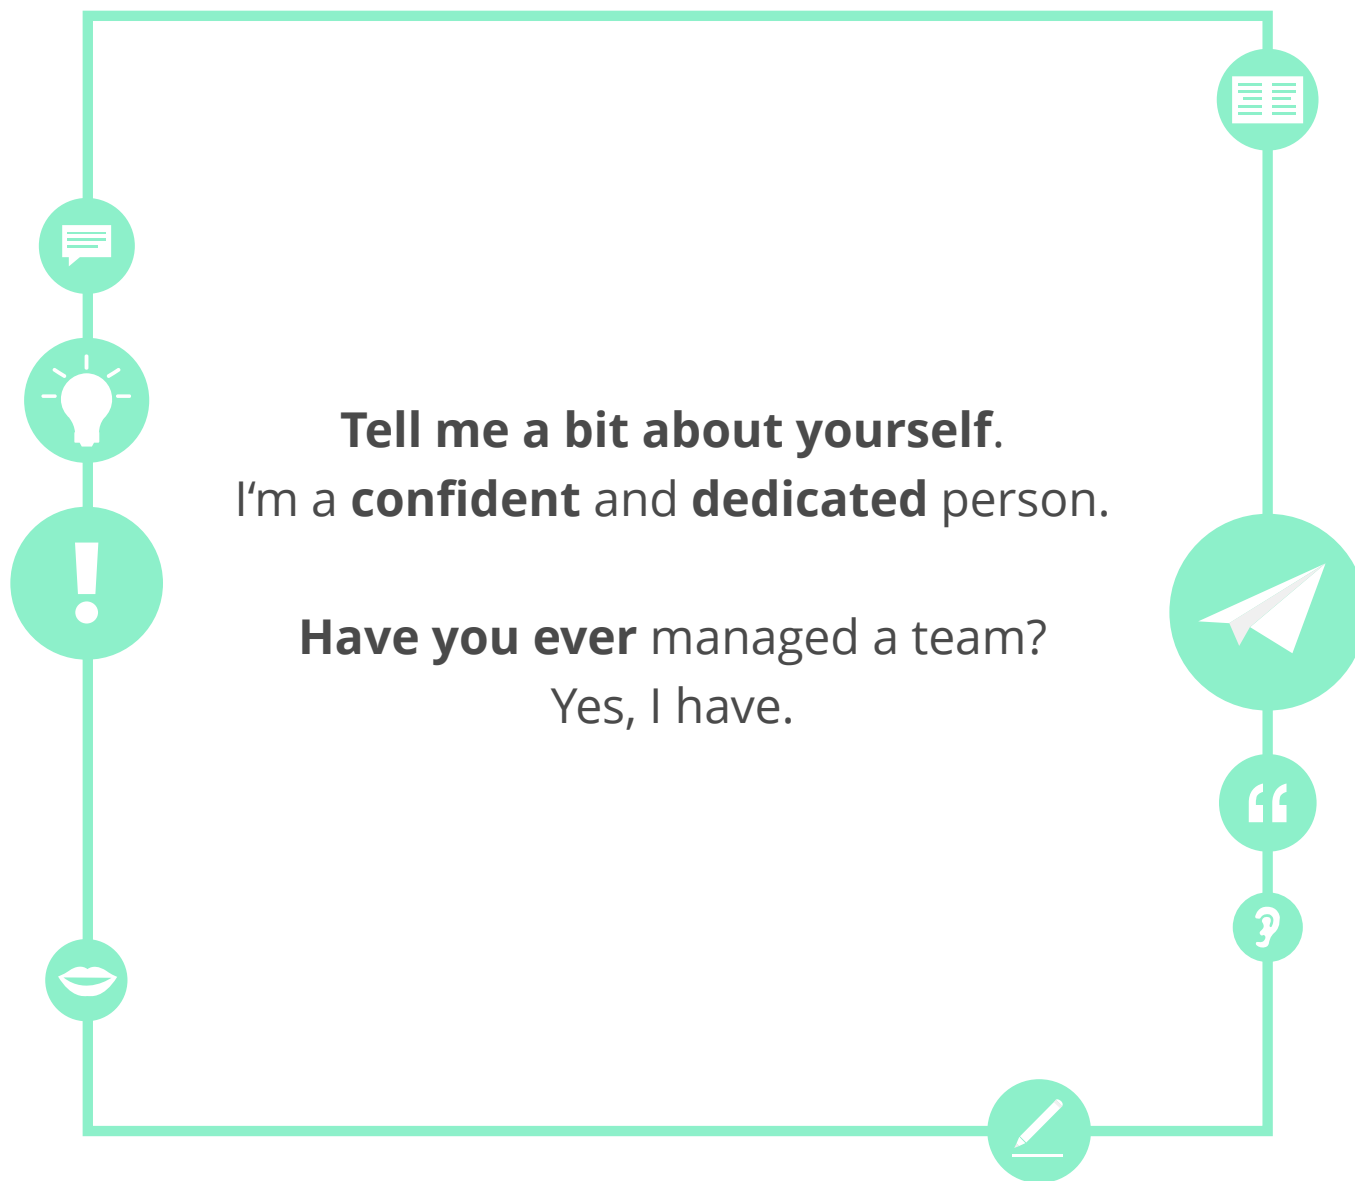 Tell me a bit about yourself.
I‘m a confident and dedicated person.
Have you ever managed a team?
Yes, I have.